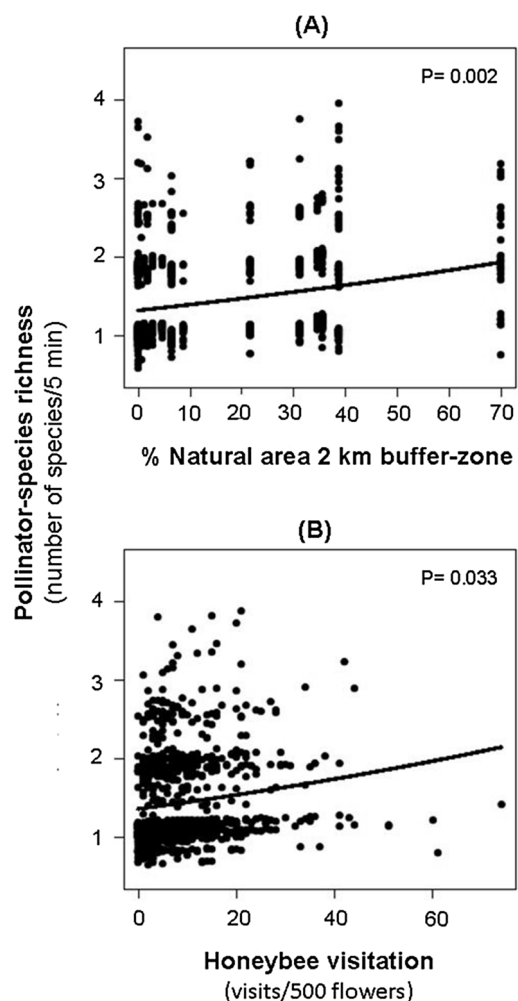 (A)
P= 0.002
4
3
2
1
0 10 20 30 40 50 60 70
% Natural area 2 km buffer-zone
Pollinator-species richness
(number of species/5 min)
(B)
P= 0.033
4
3
2
1
0 20 40 60
Honeybee visitation
(visits/500 flowers)